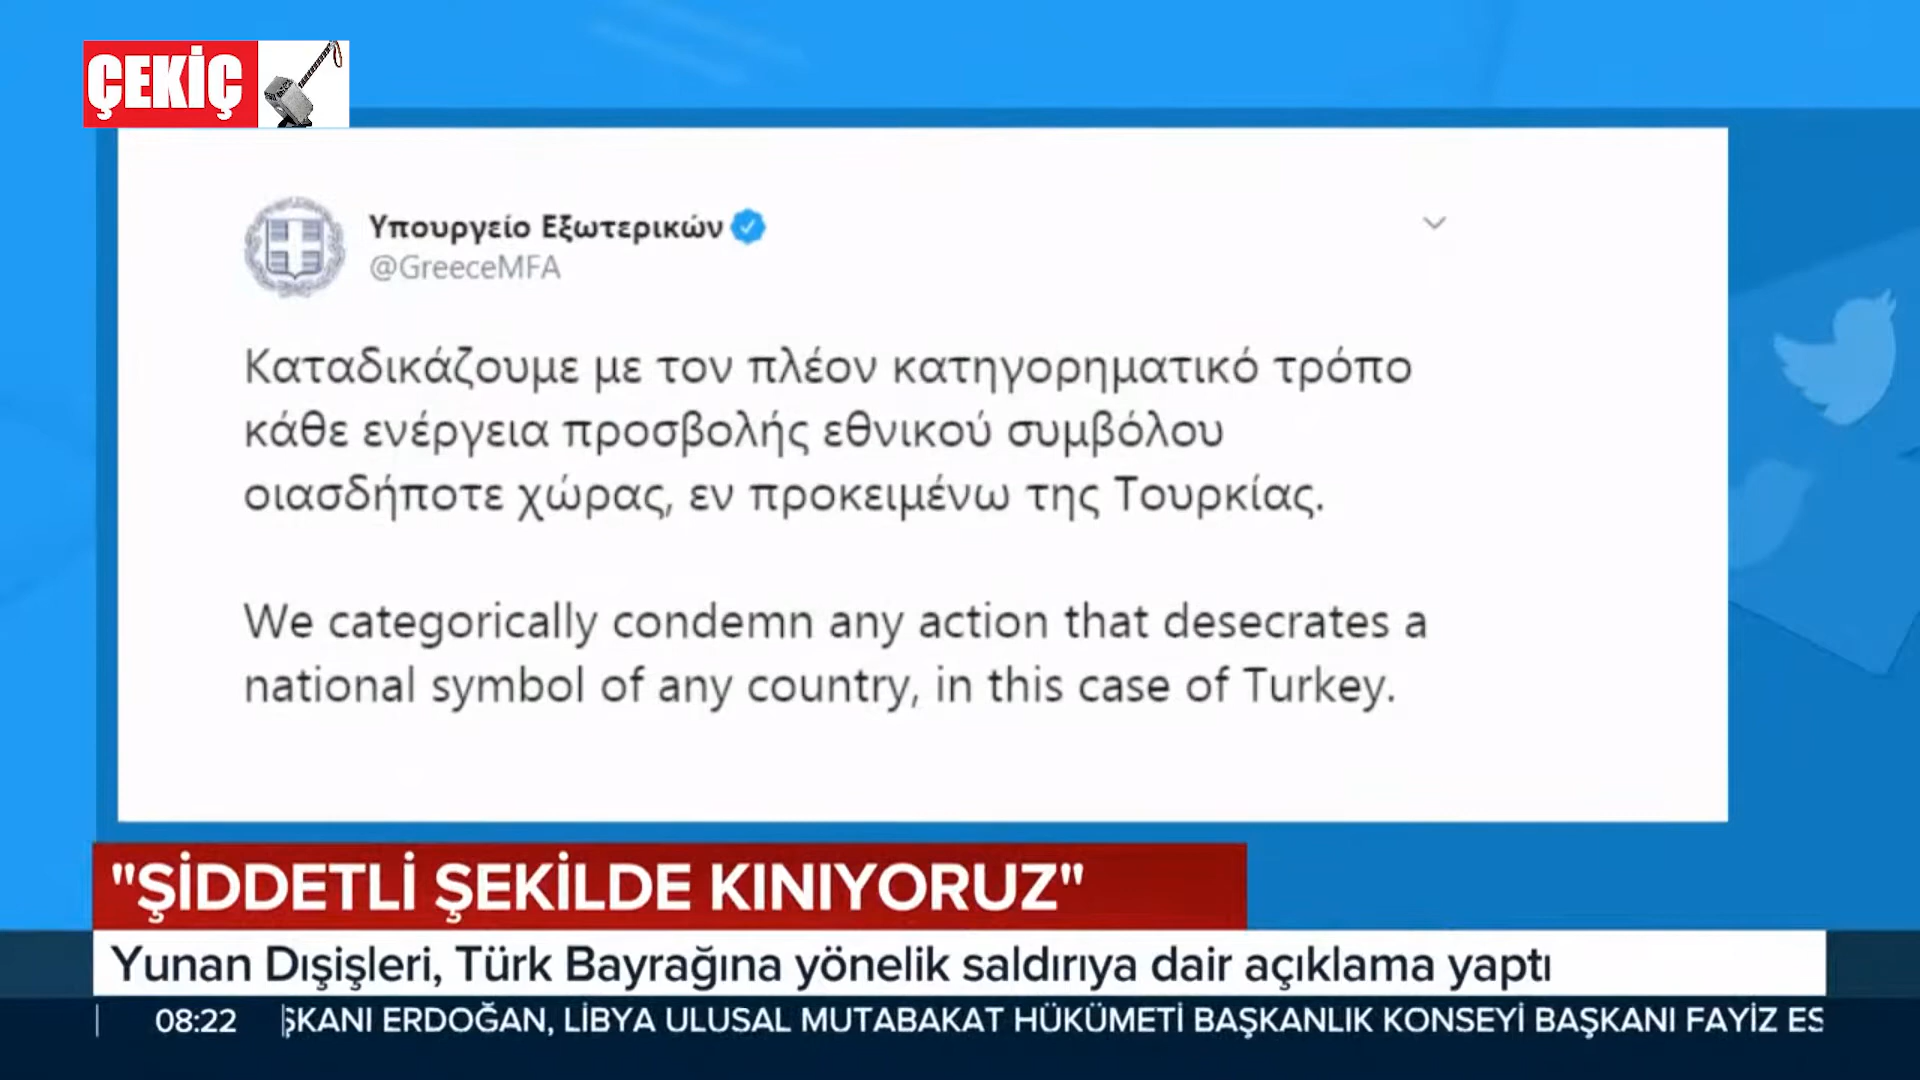 ÇEKİÇ
Υπουργείο Εξωτερικών
@GreeceMFA
Καταδικάζουμε με τον πλέον κατηγορηματικό τρόπο
κάθε ενέργεια προσβολής εθνικού συμβόλου
οιασδήποτε χώρας, εν προκειμένω της Τουρκίας.
We categorically condemn any action that desecrates a
national symbol of any country, in this case of Turkey.
"ŞİDDETLİ ŞEKİLDE KINIYORUZ"
Yunan Dışişleri, Türk Bayrağına yönelik saldırıya dair açıklama yaptı
08:22 ŞKANI ERDOĞAN, LİBYA ULUSAL MUTABAKAT HÜKÜMETİ BAŞKANLIK KONSEYİ BAŞKANI FAYİZ ES